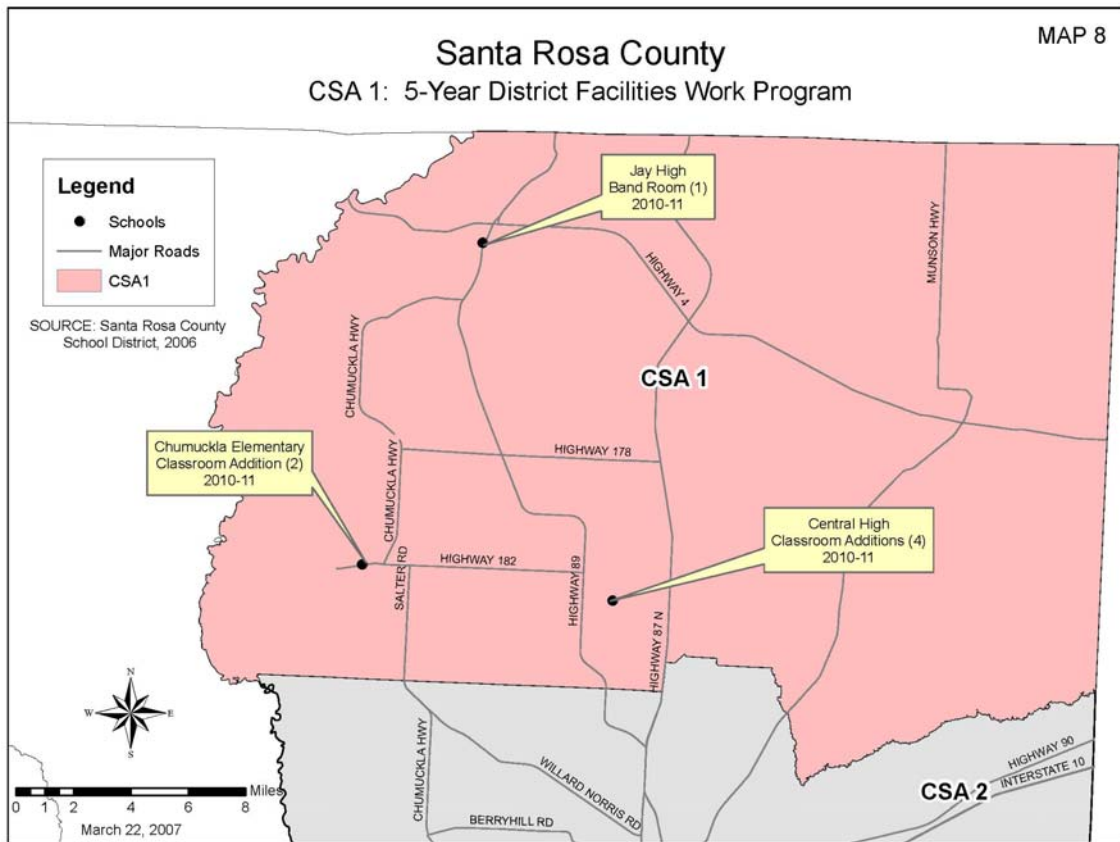 MAP 8
Santa Rosa County
CSA 1: 5-Year District Facilities Work Program
Legend
Schools
Major Roads
CSA1
SOURCE: Santa Rosa County
School District, 2006
Jay High
Band Room (1)
2010-11
MUNSON HWY
HIGHWAY 4
CHUMUCKLA HWY
CSA 1
Chumuckla Elementary
Classroom Addition (2)
2010-11
CHUMUCKLA HWY
HIGHWAY 178
Central High
Classroom Additions (4)
2010-11
SALTER RD
HIGHWAY 182
HIGHWAY 89
HIGHWAY 87 N
N
W
E
S
CHUMUCKLA HWY
WILLARD NORRIS RD
BERRYHILL RD
HIGHWAY 90
INTERSTATE 10
CSA 2
Miles
0 1 2 4 6 8
March 22, 2007